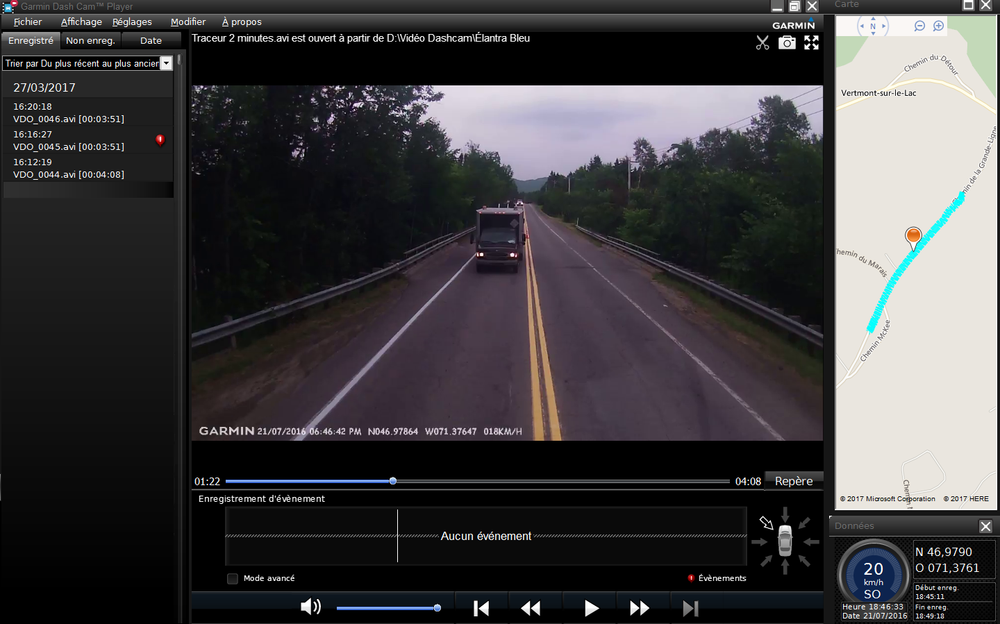 Garmin Dash Cam™ Player
Fichier Affichage Réglages Modifier À propos
GARMIN
Enregistré Non enreg. Date
Trier par Du plus récent au plus ancien
27/03/2017
16:20:18
VDO_0046.avi [00:03:51]
16:16:27
VDO_0045.avi [00:03:51]
16:12:19
VDO_0044.avi [00:04:08]
Traceur 2 minutes.avi est ouvert à partir de D:\Vidéo Dashcam\Élantra Bleu
GARMIN 21/07/2016 06:46:42 PM N046.97864 W071.37647 018KM/H
01:22 04:08 Repère
Enregistrement d'évènement
Aucun événement
Mode avancé Évènements
Carte
N
Chemin du Détour
Vertmont-sur-le-Lac
Chemin de la Grande-Ligne
Chemin du Marais
Chemin McKee
Chemin
© 2017 Microsoft Corporation © 2017 HERE
Données
20
km/h
SO
Heure 18:46:33
Date 21/07/2016
N 46,9790
O 071,3761
Début enreg.
18:45:11
Fin enreg.
18:49:18